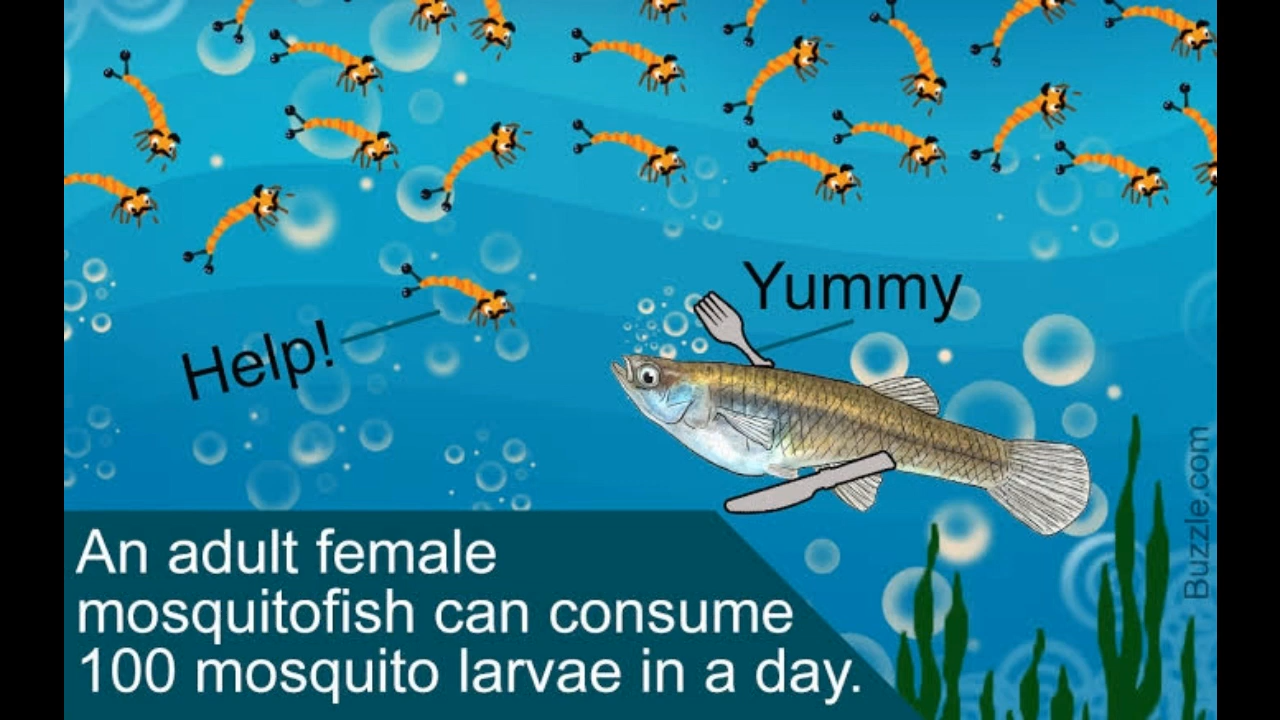 Yummy
Help!
An adult female
mosquitofish can consume
100 mosquito larvae in a day.
Buzzle.com